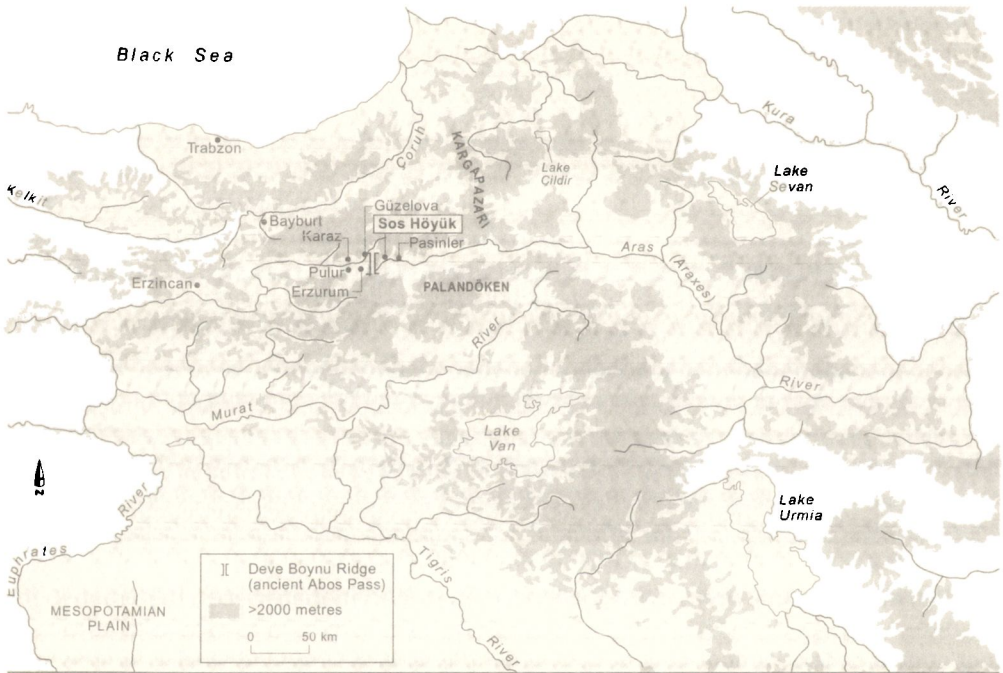 Black Sea
Trabzon
Çoruh
KARGAPAZARI
Lake
Çildir
Kura
River
Lake
Sevan
Kelkit
Bayburt
Güzelova
Karaz
Sos Höyük
Pasinler
Pulur
Erzurum
Erzincan
PALANDÖKEN
Aras
(Araxes)
River
River
Murat
Lake
Van
N
River
Euphrates
Lake
Urmia
Tigris
River
MESOPOTAMIAN
PLAIN
Deve Boynu Ridge
(ancient Abos Pass)
>2000 metres
0 50 km